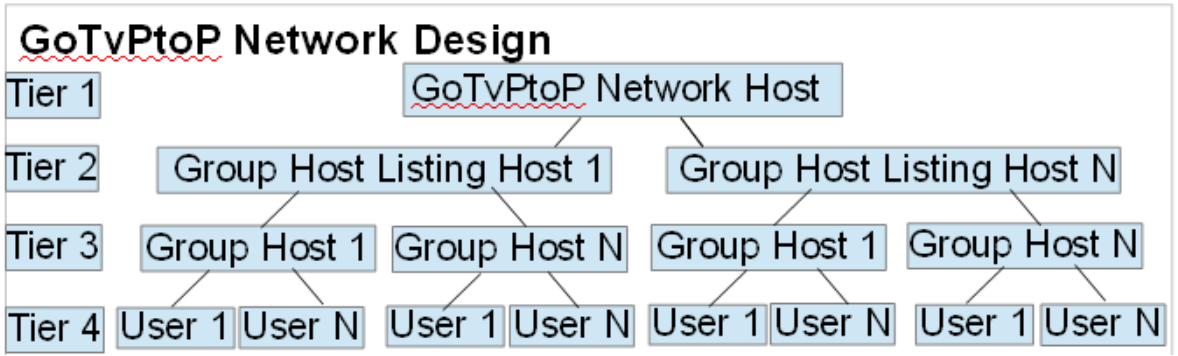 GoTvPtoP Network Design
Tier 1
GoTvPtoP Network Host
Tier 2
Group Host Listing Host 1
Group Host Listing Host N
Tier 3
Group Host 1
Group Host N
Group Host 1
Group Host N
Tier 4
User 1
User N
User 1
User N
User 1
User N
User 1
User N